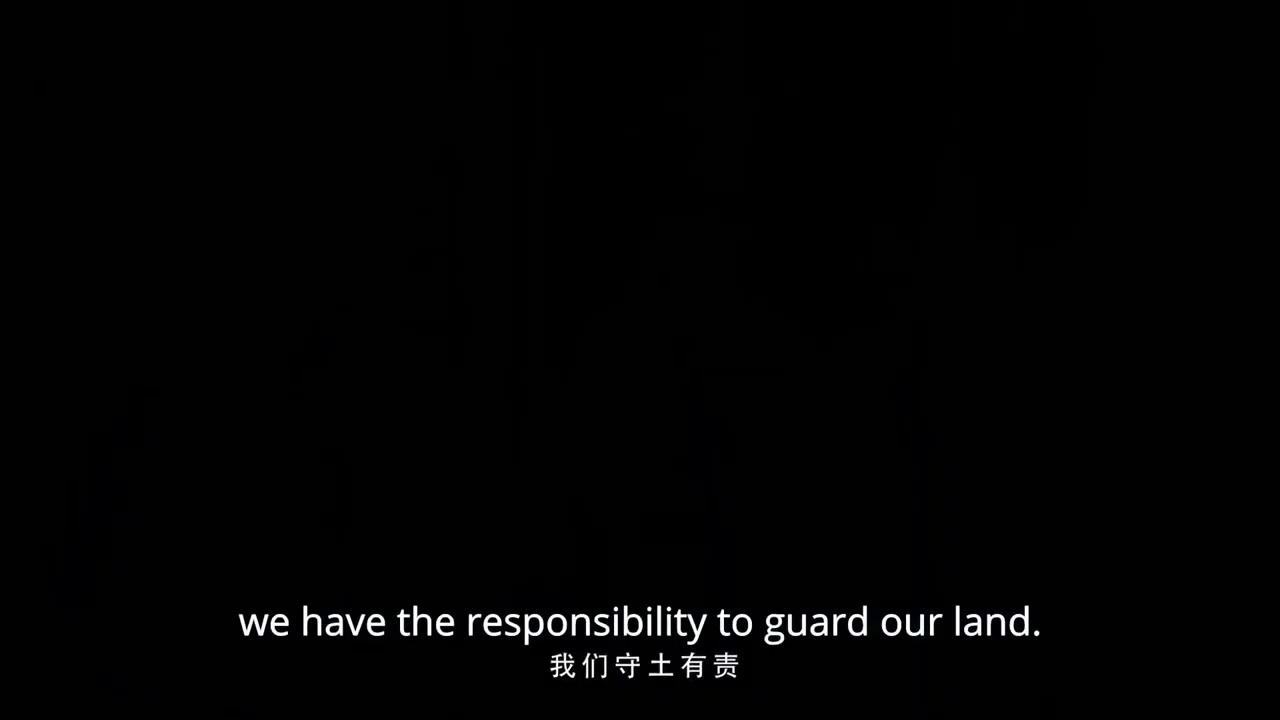 we have the responsibility to guard our land.
我们守土有责